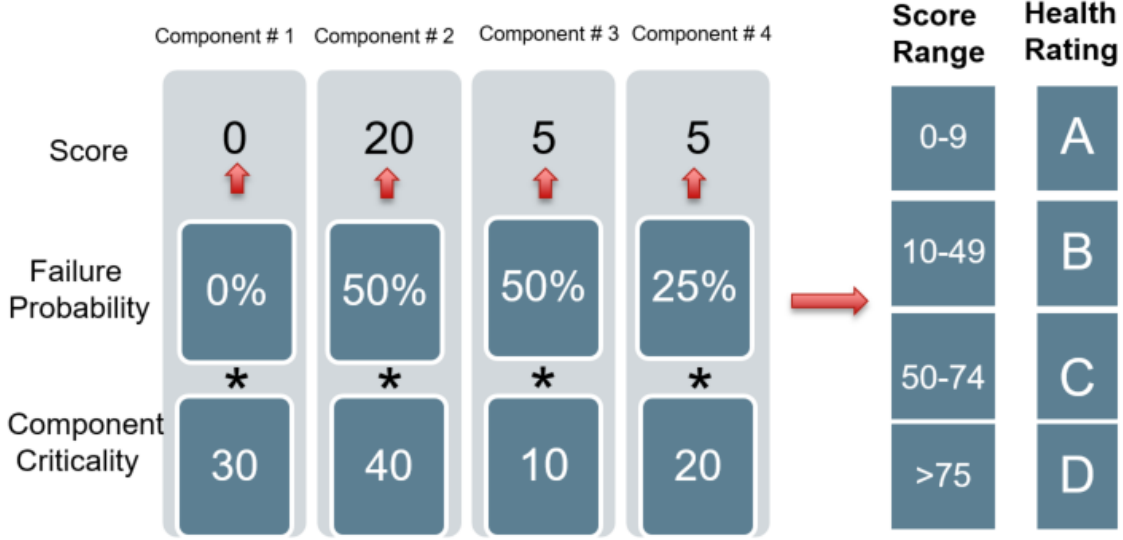 Component # 1
Component # 2
Component # 3
Component # 4
Score
Range
Health
Rating
Score
0
20
5
5
0-9
A
Failure
Probability
0%
50%
50%
25%
10-49
B
*
*
*
*
50-74
C
Component
Criticality
30
40
10
20
>75
D